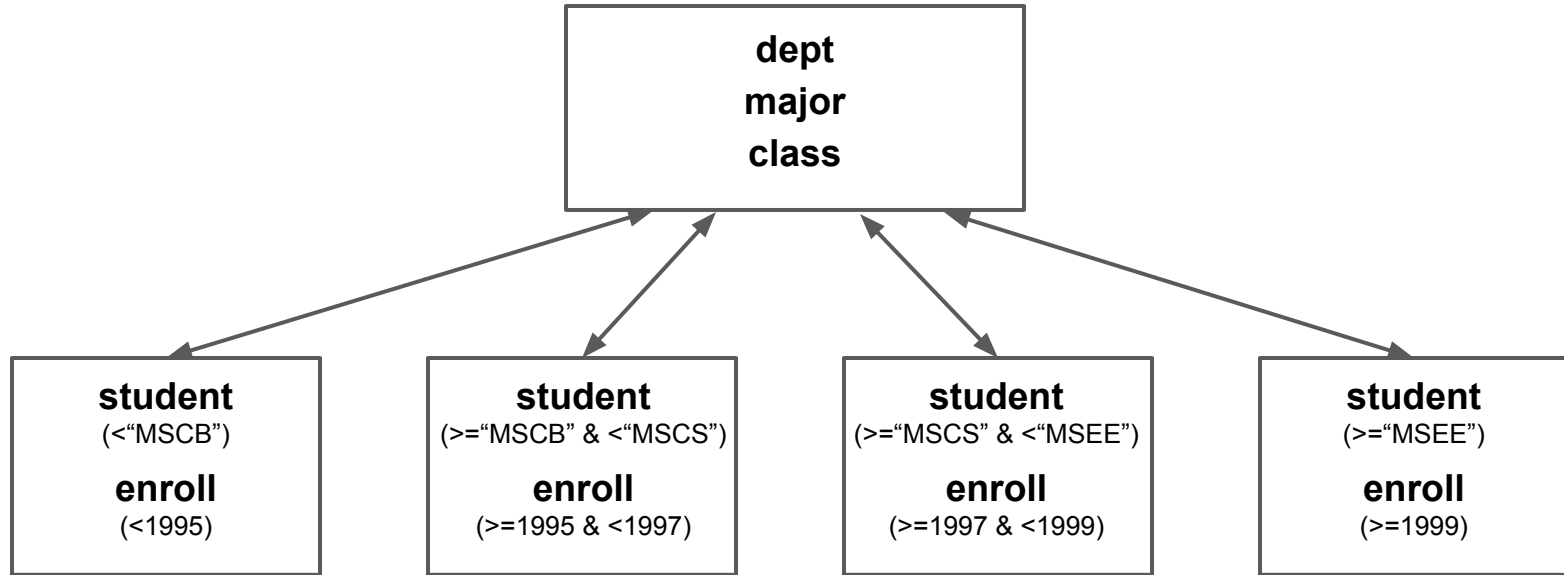 dept
major
class
student
(<“MSCB”)
enroll
(<1995)
student
(>=“MSCB” & <“MSCS”)
enroll
(>=1995 & <1997)
student
(>=“MSCS” & <“MSEE”)
enroll
(>=1997 & <1999)
student
(>=“MSEE”)
enroll
(>=1999)